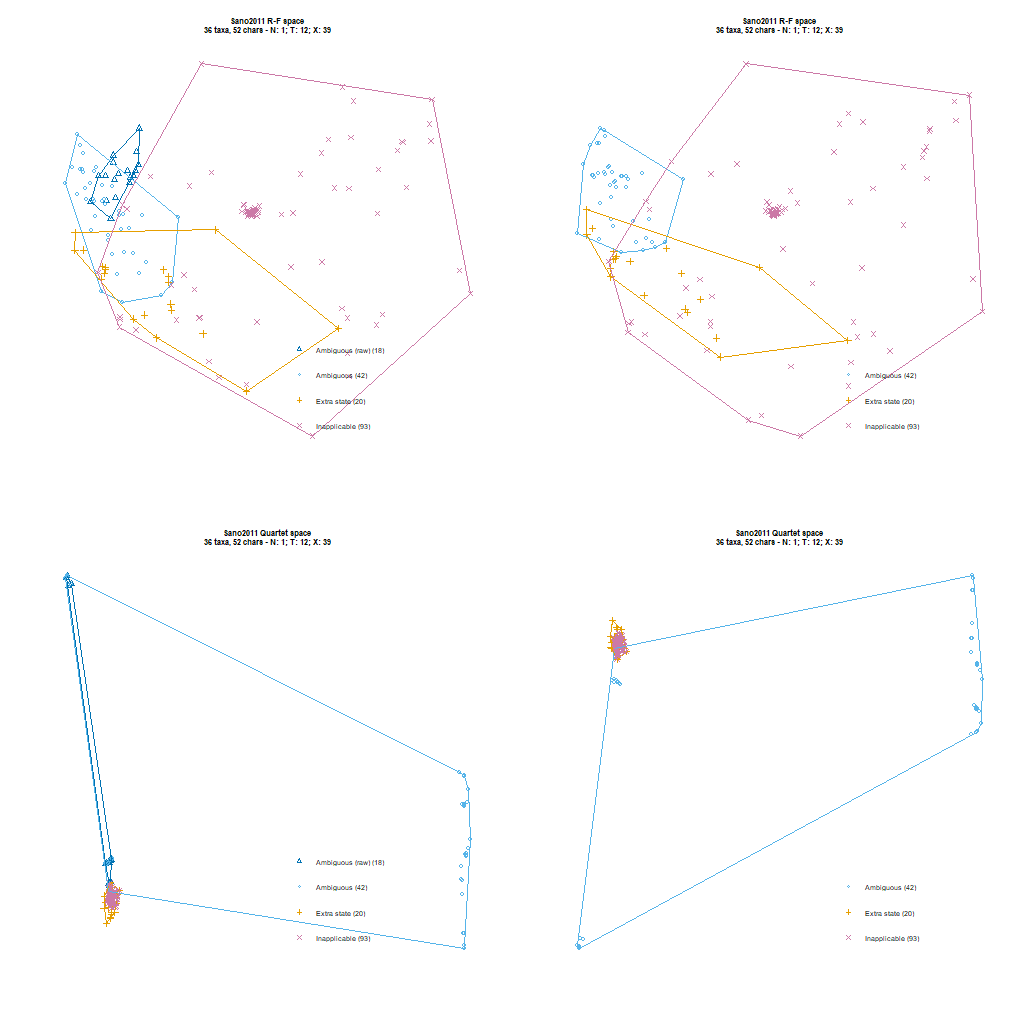 Sano2011 R-F space
36 taxa, 52 chars - N: 1; T: 12; X: 39
Ambiguous (raw) (18)
Ambiguous (42)
Extra state (20)
Inapplicable (93)
Sano2011 R-F space
36 taxa, 52 chars - N: 1; T: 12; X: 39
Ambiguous (42)
Extra state (20)
Inapplicable (93)
Sano2011 Quartet space
36 taxa, 52 chars - N: 1; T: 12; X: 39
Ambiguous (raw) (18)
Ambiguous (42)
Extra state (20)
Inapplicable (93)
Sano2011 Quartet space
36 taxa, 52 chars - N: 1; T: 12; X: 39
Ambiguous (42)
Extra state (20)
Inapplicable (93)